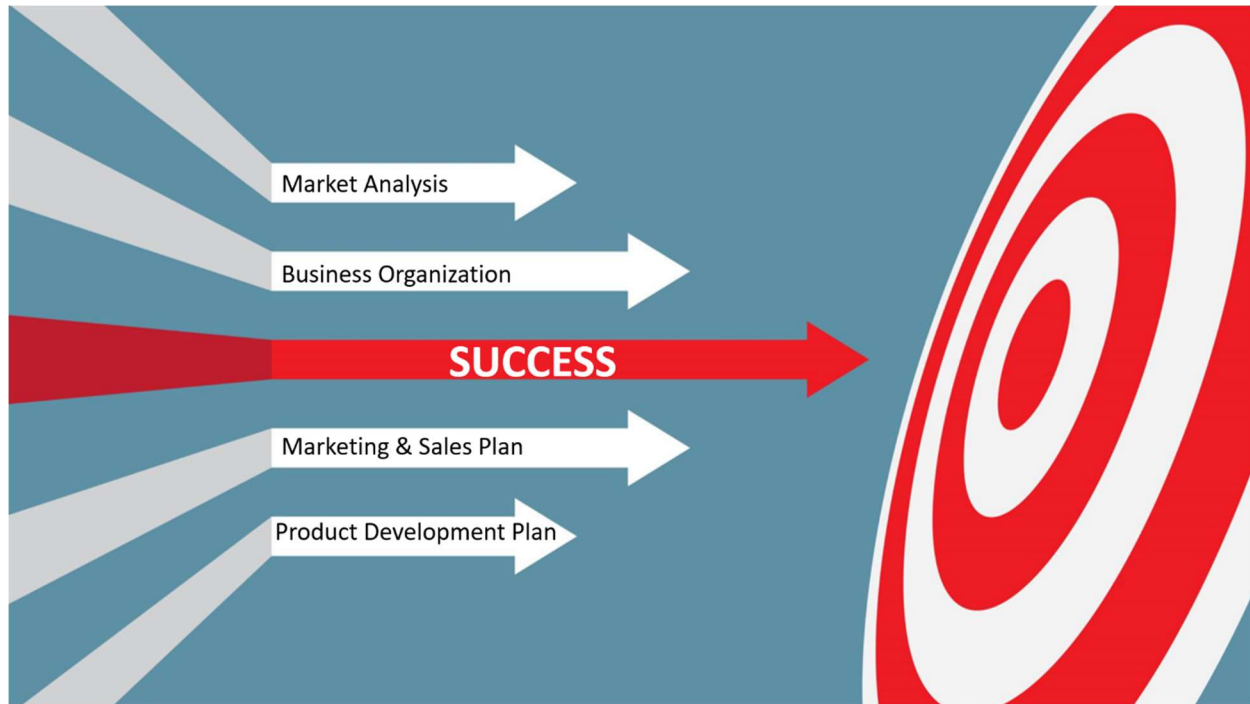 Market Analysis
Business Organization
SUCCESS
Marketing & Sales Plan
Product Development Plan